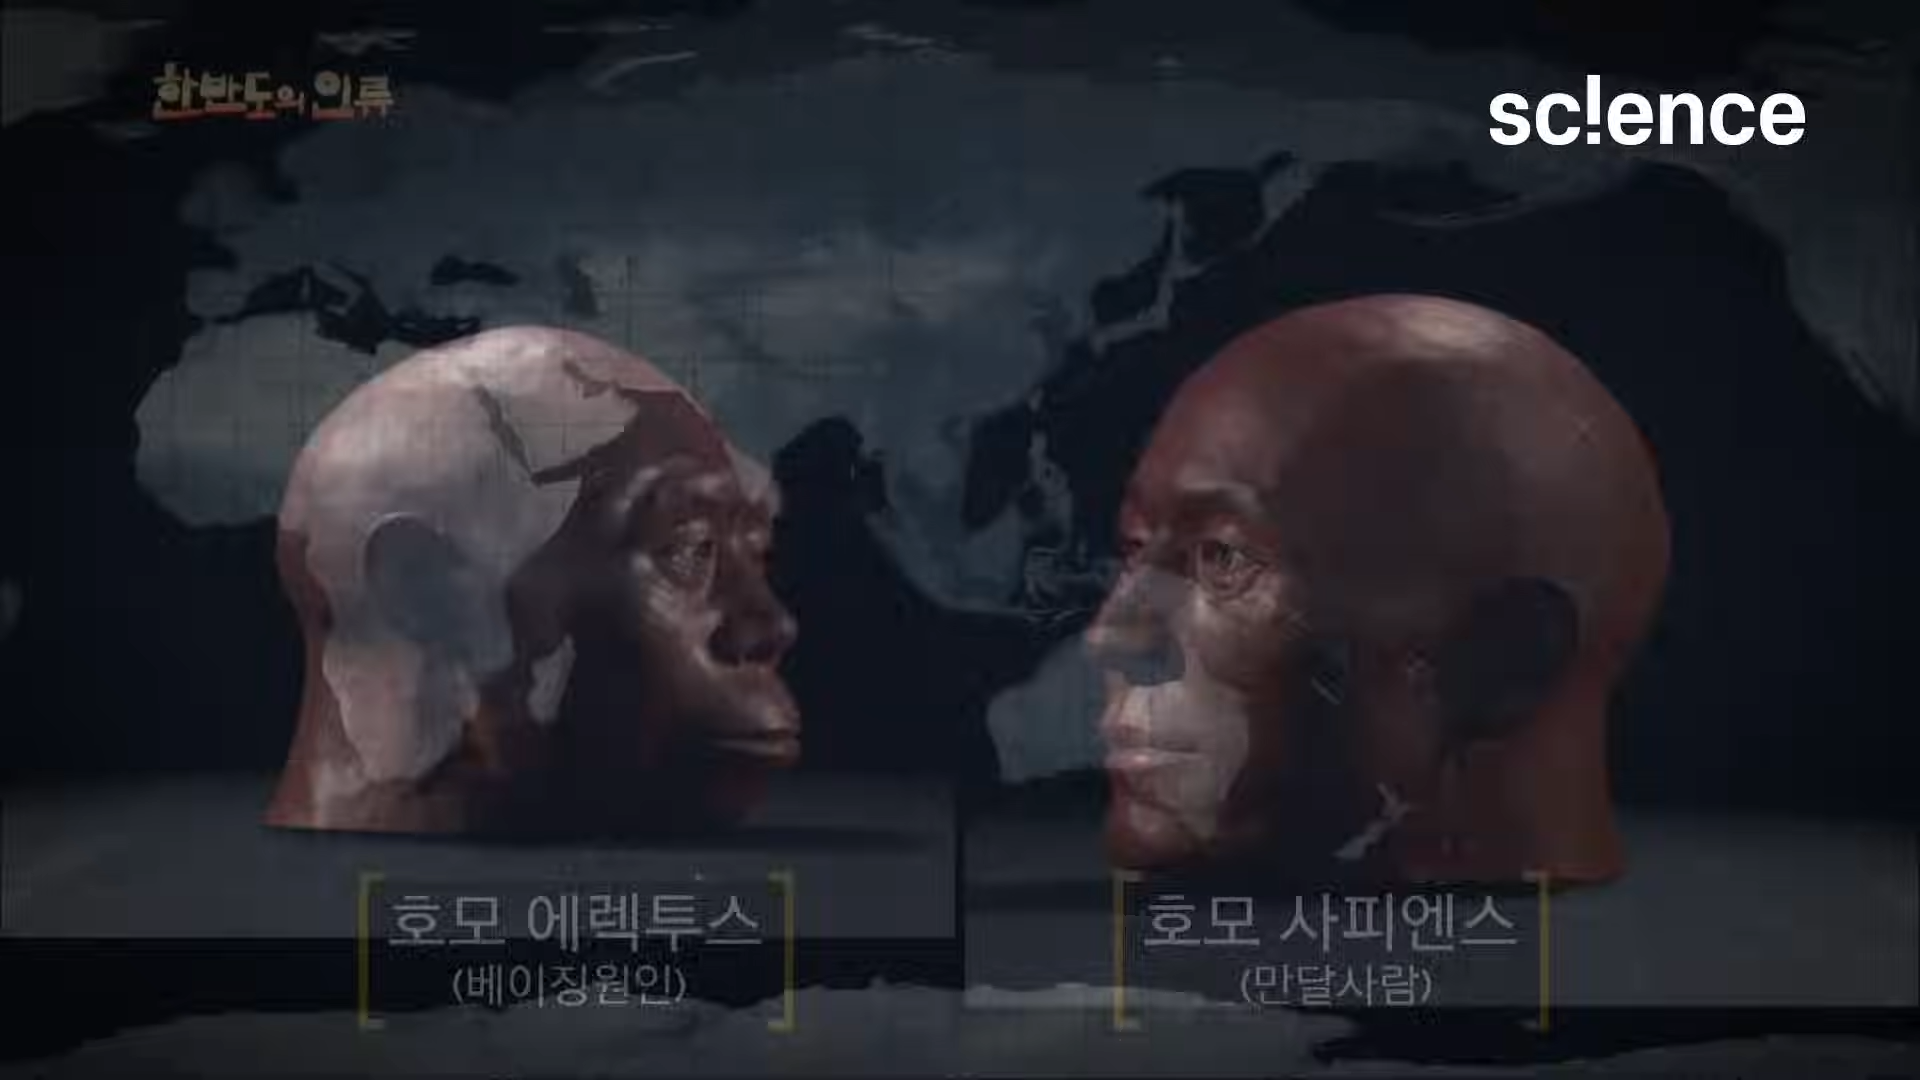 한반도의 인류
sc!ence
호모 에렉투스
(베이징원인)
호모 사피엔스
(만달사람)